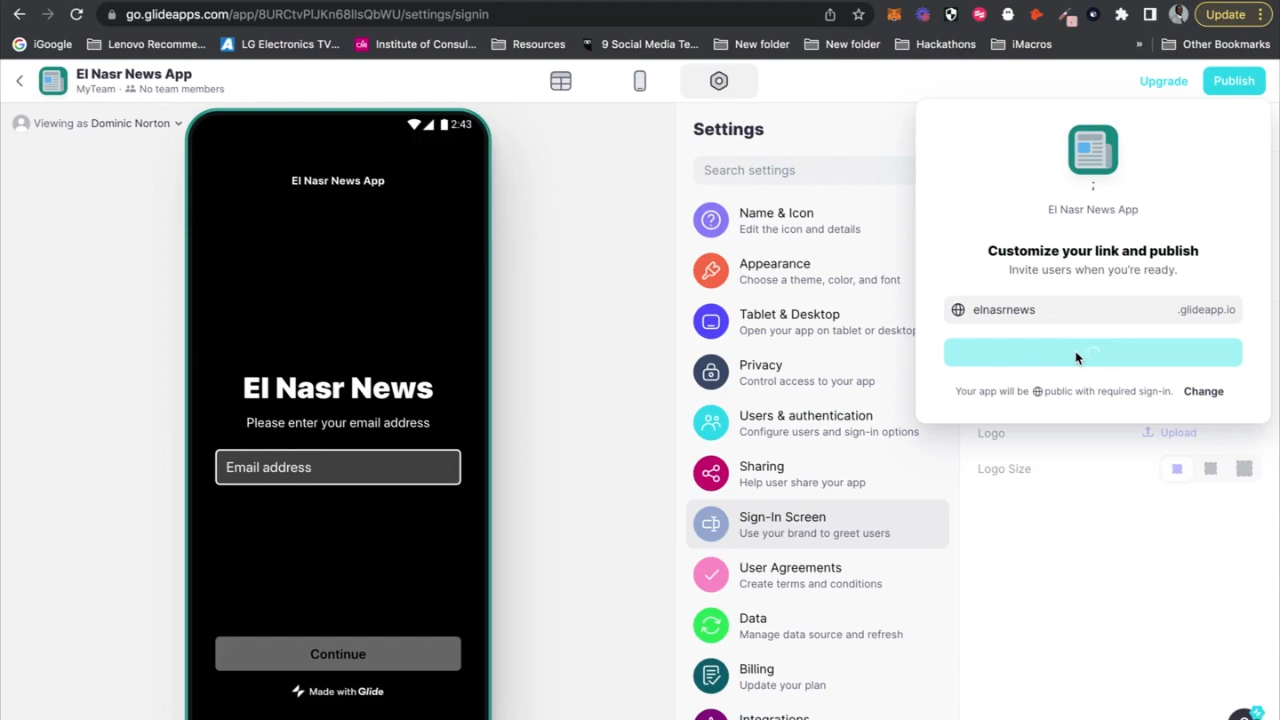 go.glideapps.com/app/8URCtvPlJKn68IlsQbWU/settings/signin
Update
iGoogle
Lenovo Recomme...
LG Electronics TV...
Institute of Consul...
Resources
9 Social Media Te...
New folder
New folder
Hackathons
iMacros
»
Other Bookmarks
El Nasr News App
MyTeam · No team members
Upgrade
Publish
Viewing as Dominic Norton
2:43
El Nasr News App
El Nasr News
Please enter your email address
Email address
Continue
Made with Glide
Settings
Search settings
Name & Icon
Edit the icon and details
Appearance
Choose a theme, color, and font
Tablet & Desktop
Open your app on tablet or desktop
Privacy
Control access to your app
Users & authentication
Configure users and sign-in options
Sharing
Help user share your app
Sign-In Screen
Use your brand to greet users
User Agreements
Create terms and conditions
Data
Manage data source and refresh
Billing
Update your plan
Integrations
;
El Nasr News App
Customize your link and publish
Invite users when you're ready.
elnasrnews .glideapp.io
Your app will be public with required sign-in. Change
Logo
Upload
Logo Size